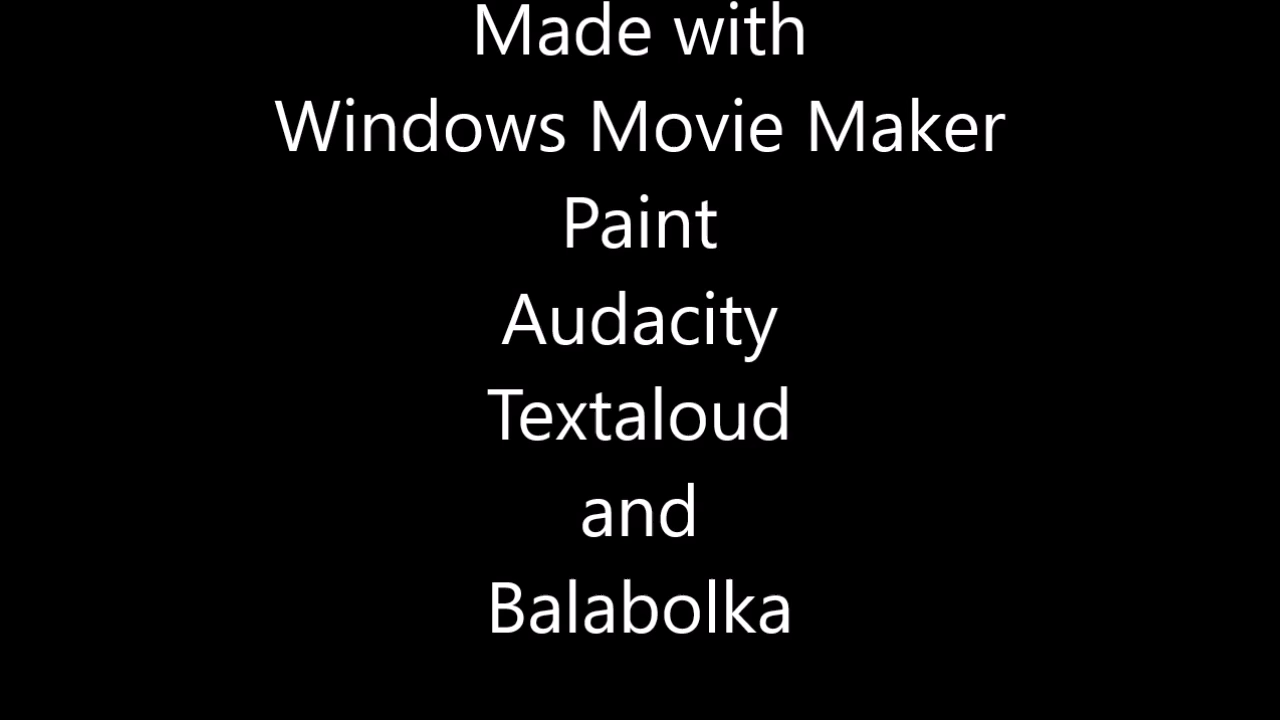 Made with
Windows Movie Maker
Paint
Audacity
Textaloud
and
Balabolka